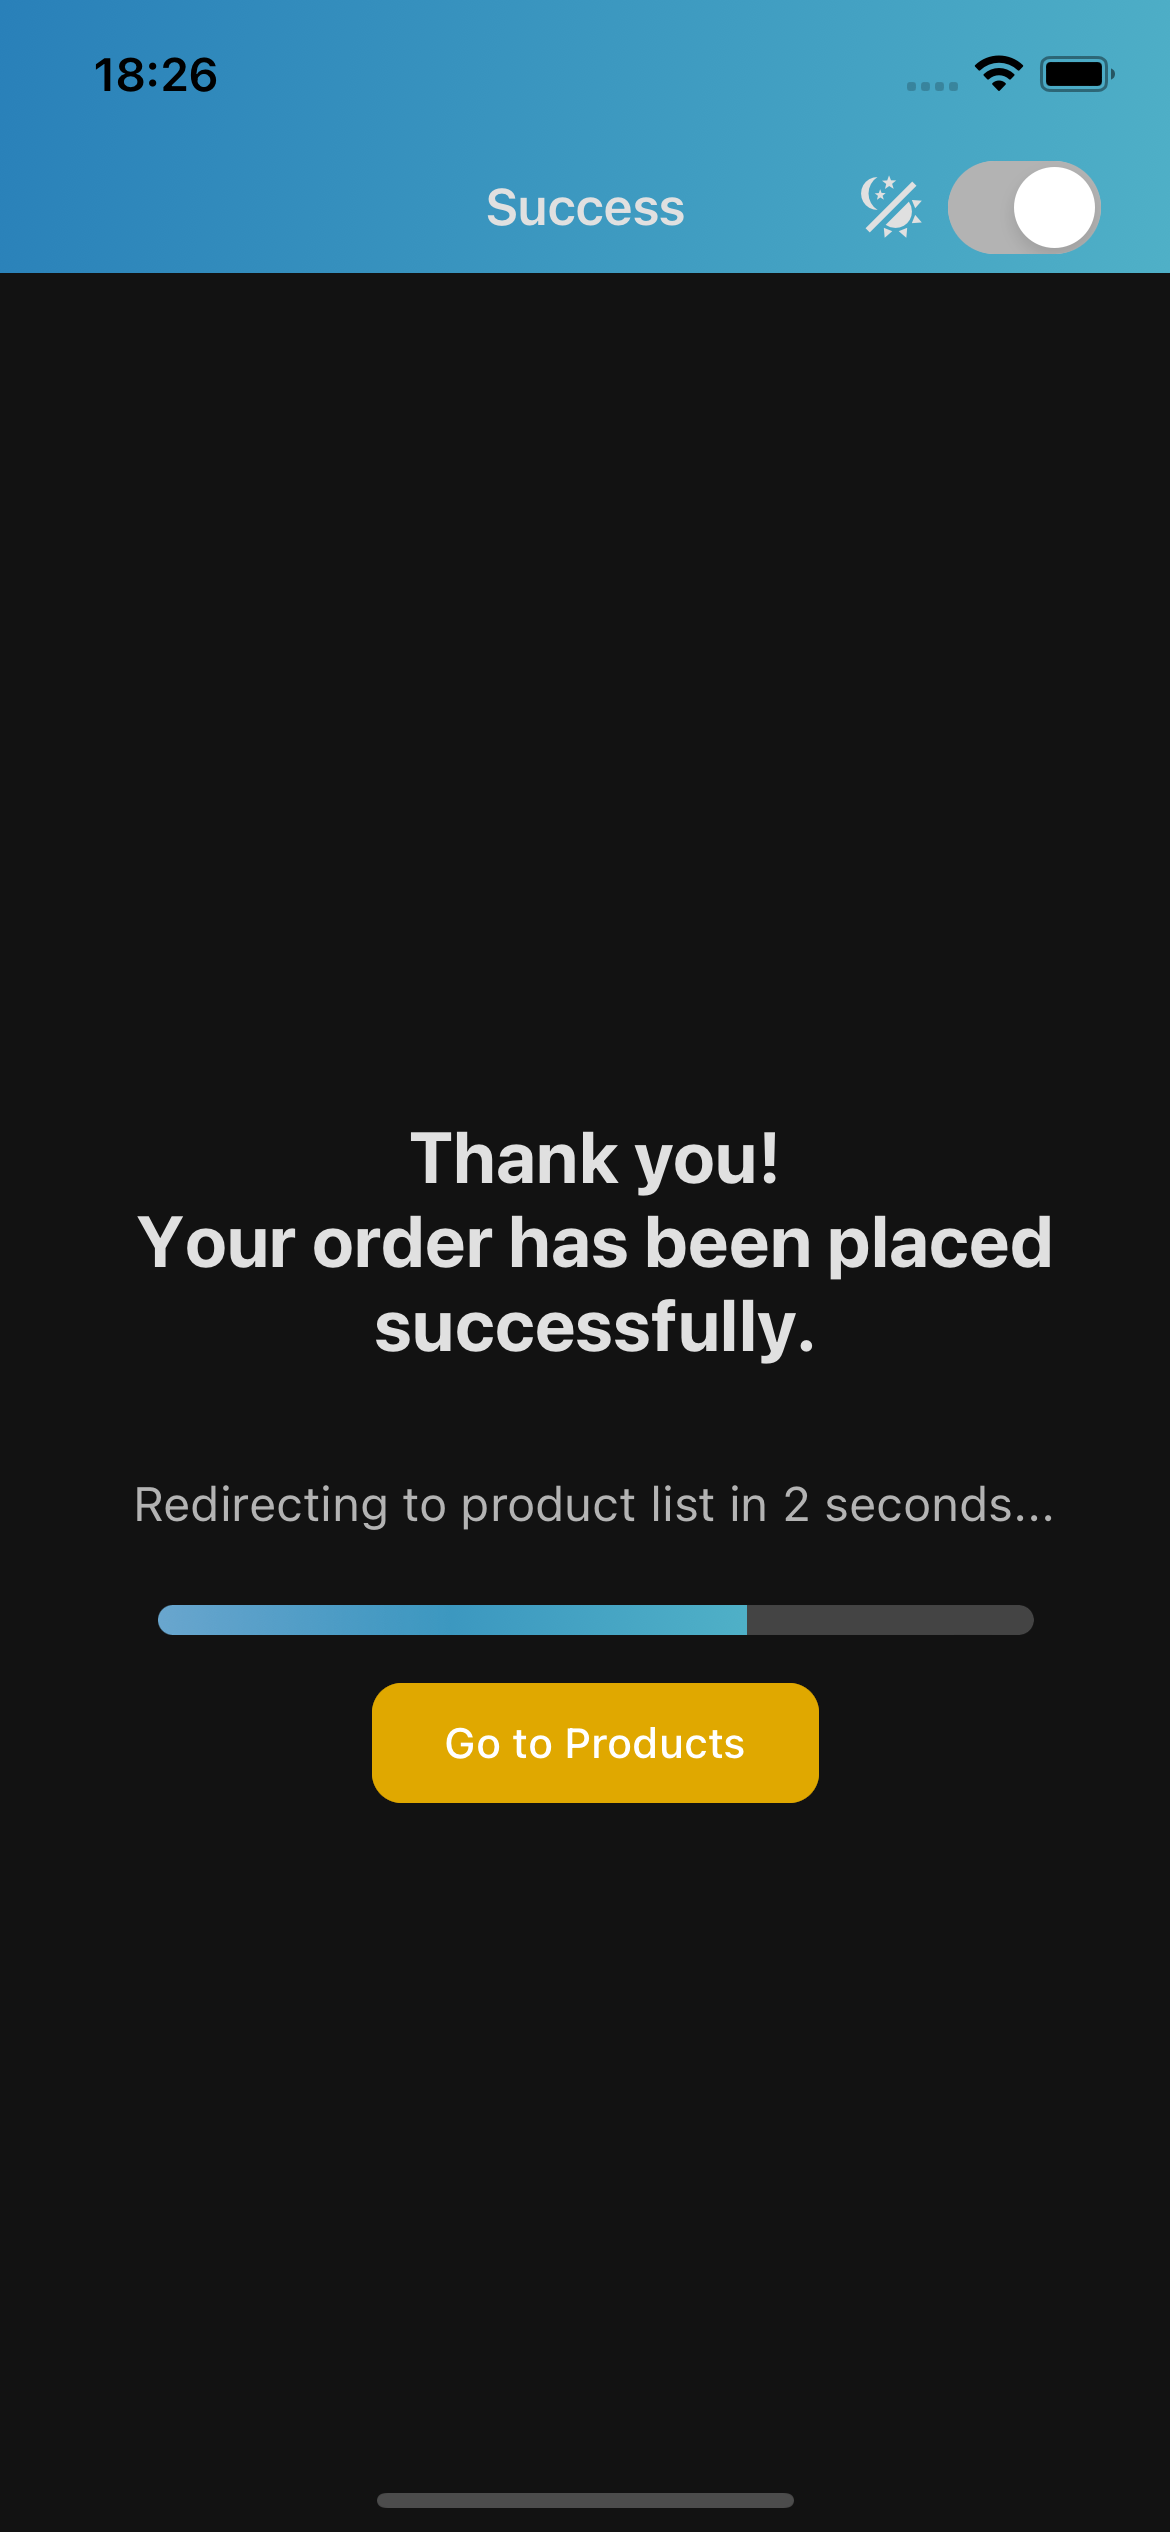 18:26
Success
Thank you!
Your order has been placed
successfully.
Redirecting to product list in 2 seconds...
Go to Products